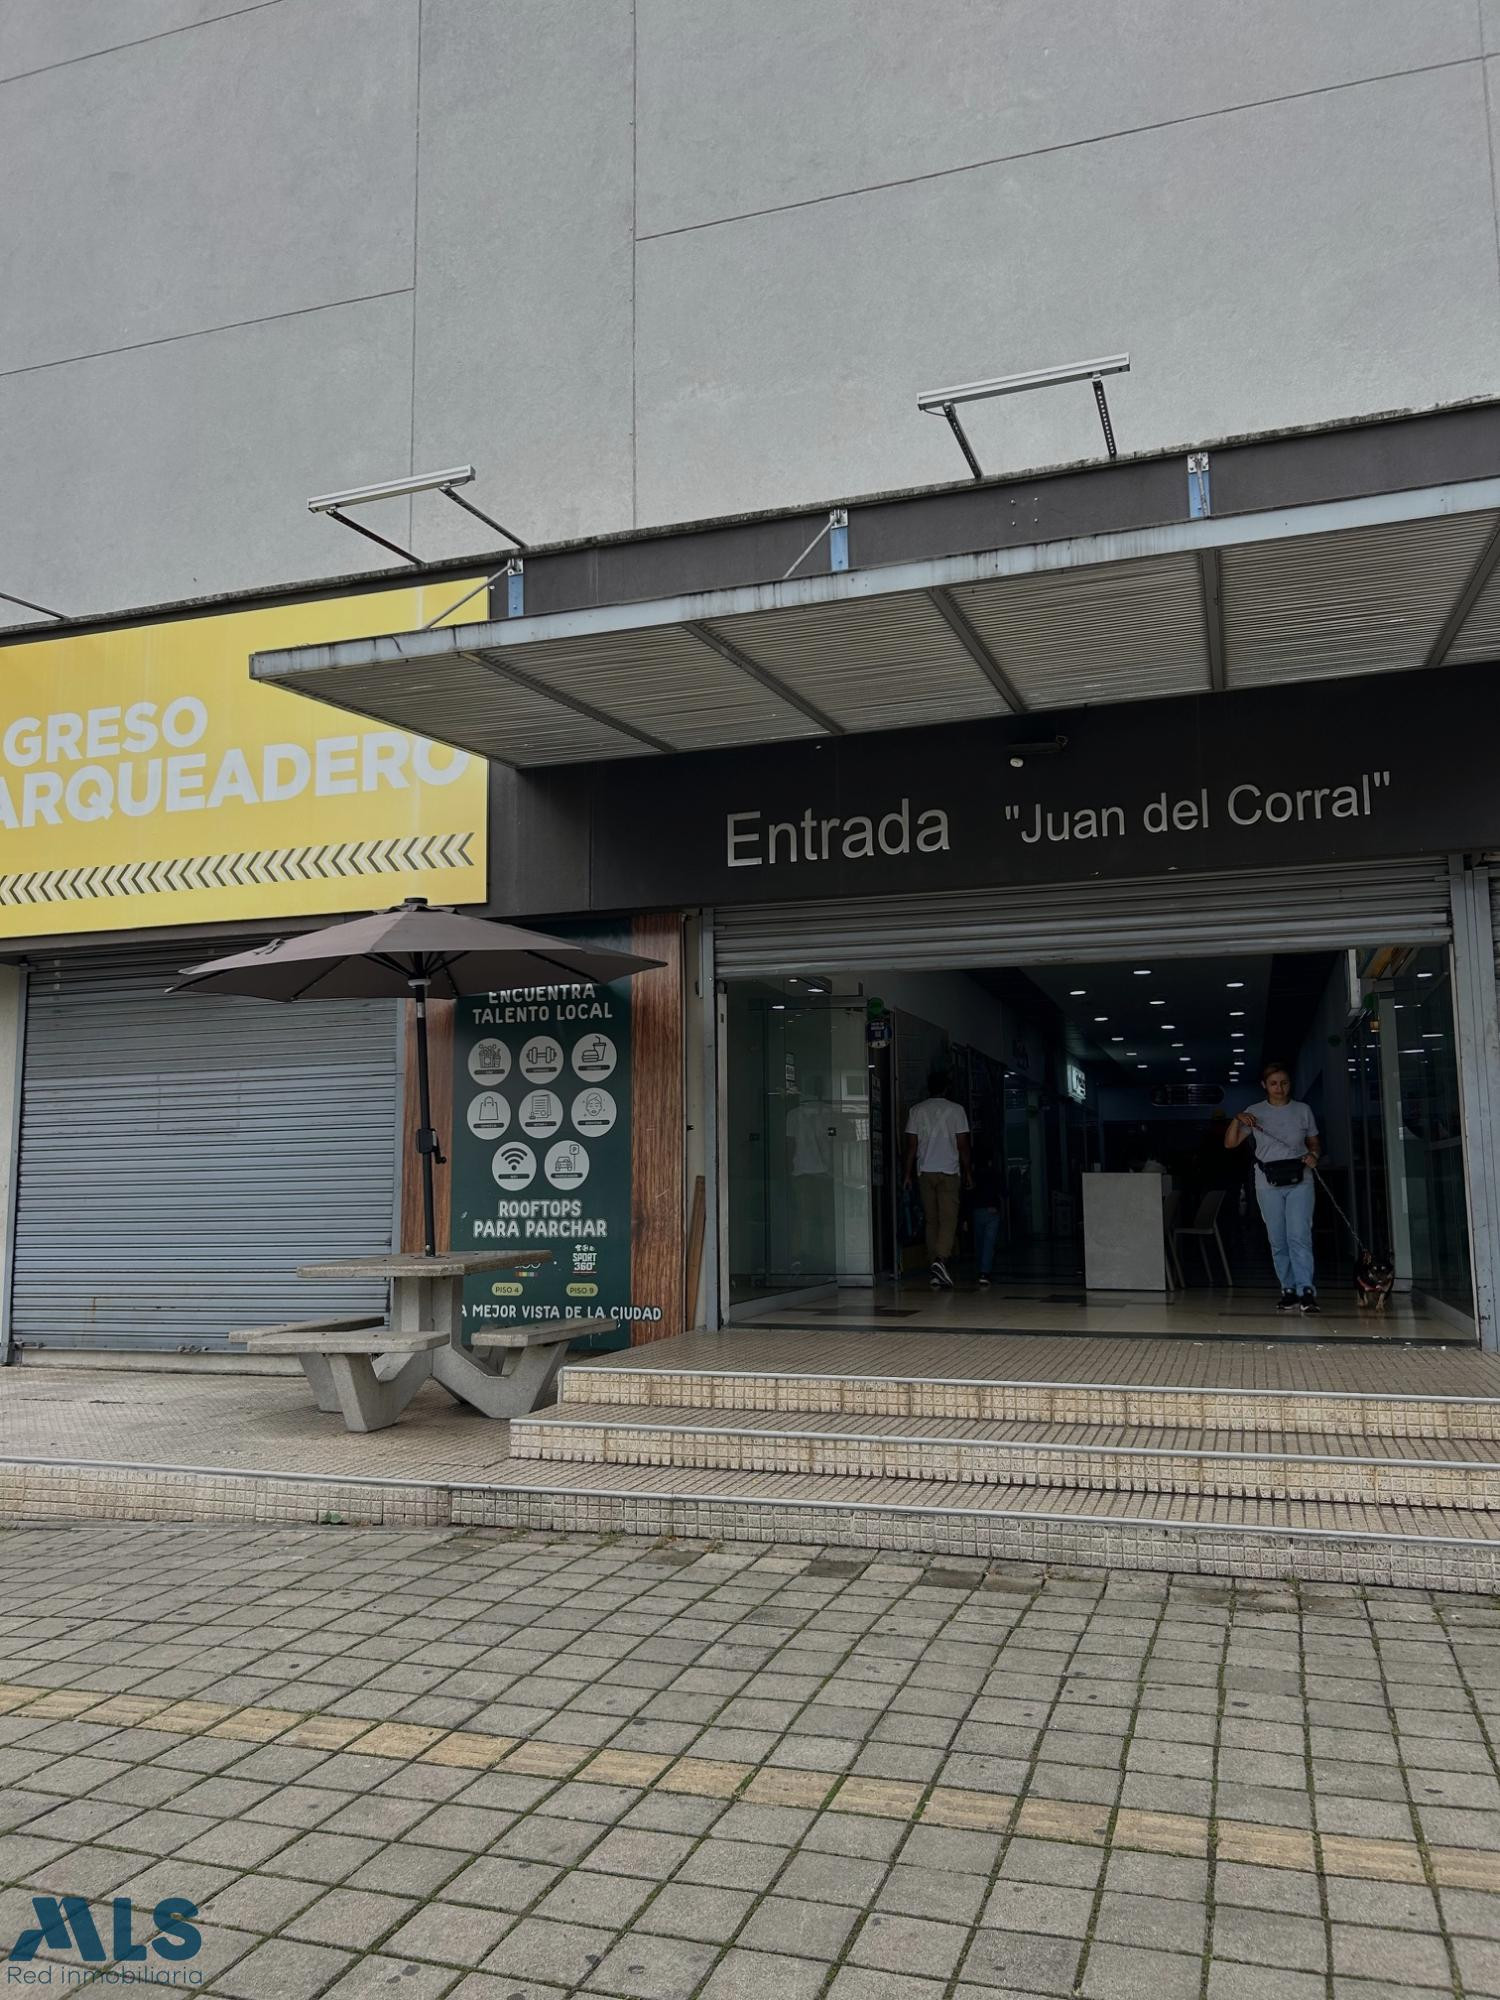 GRESO
ARQUEADERO
Entrada "Juan del Corral"
ENCUENTRA
TALENTO LOCAL
ROOFTOPS
PARA PARCHAR
SPORT
360°
PISO 4 PISO 9
A MEJOR VISTA DE LA CIUDAD
MLS
Red inmobiliaria